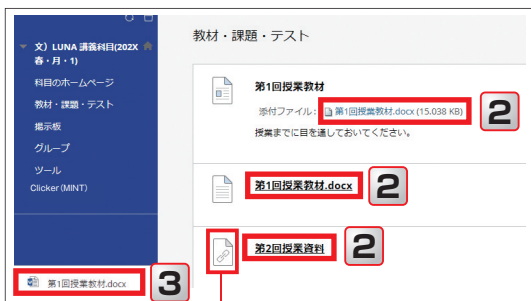 文) LUNA 講義科目(202X
春・月・1)
科目のホームページ
教材・課題・テスト
掲示板
グループ
ツール
Clicker(MINT)
第1回授業教材.docx
3
教材・課題・テスト
第1回授業教材
添付ファイル: 第1回授業教材.docx (15.038 KB)
2
授業までに目を通しておいてください。
第1回授業教材.docx
2
第2回授業資料
2